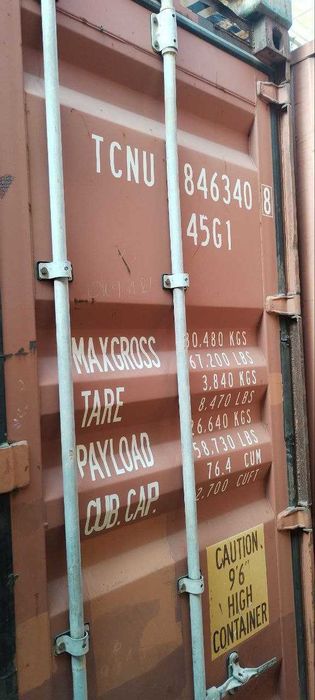 TCNU 846340 8
45G1
MAXGROSS 30.480 KGS
67.200 LBS
TARE 3,840 KGS
8,470 LBS
PAYLOAD 26.640 KGS
58.730 LBS
CUB. CAP. 76.4 CUM
2,700 CUFT
CAUTION
9'6"
HIGH
CONTAINER